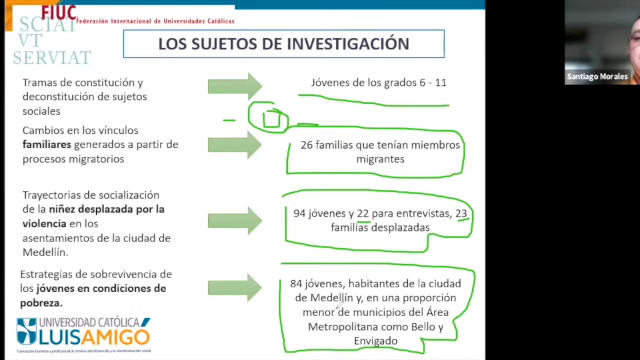 FIUC
Federación Internacional de Universidades Católicas
SCIAT
VT
SERVIAT
LOS SUJETOS DE INVESTIGACIÓN
Tramas de constitución y
deconstitución de sujetos
sociales
Jóvenes de los grados 6 - 11
Cambios en los vínculos
familiares generados a partir de
procesos migratorios
26 familias que tenían miembros
migrantes
Trayectorias de socialización
de la niñez desplazada por la
violencia en los
asentamientos de la ciudad de
Medellín.
94 jóvenes y 22 para entrevistas, 23
familias desplazadas
Estrategias de sobrevivencia de
los jóvenes en condiciones de
pobreza.
84 jóvenes, habitantes de la ciudad
de Medellín y, en una proporción
menor de municipios del Área
Metropolitana como Bello y
Envigado
UNIVERSIDAD CATÓLICA
LUIS AMIGÓ
Santiago Morales